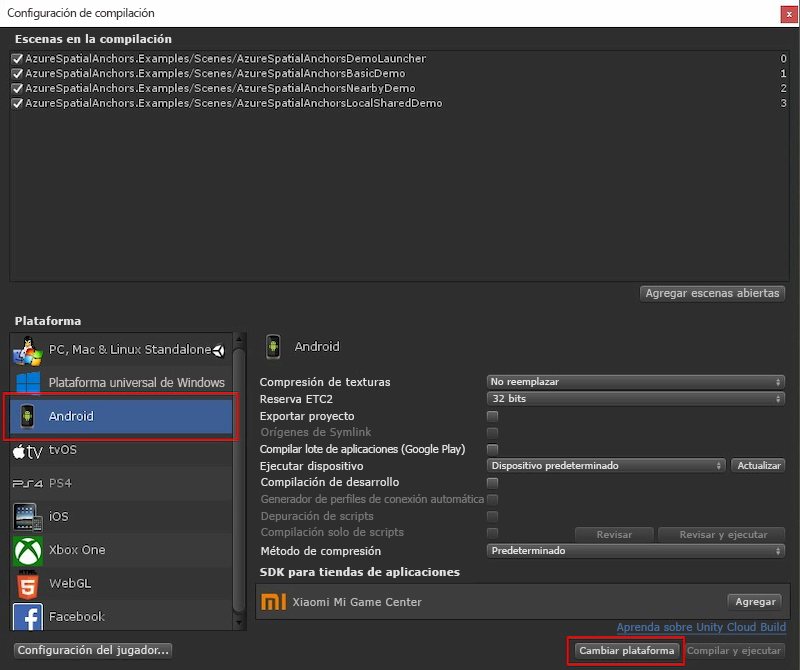 Configuración de compilación
x
Escenas en la compilación
AzureSpatialAnchors.Examples/Scenes/AzureSpatialAnchorsDemoLauncher 0
AzureSpatialAnchors.Examples/Scenes/AzureSpatialAnchorsBasicDemo 1
AzureSpatialAnchors.Examples/Scenes/AzureSpatialAnchorsNearbyDemo 2
AzureSpatialAnchors.Examples/Scenes/AzureSpatialAnchorsLocalSharedDemo 3
Agregar escenas abiertas
Plataforma
PC, Mac & Linux Standalone
Plataforma universal de Windows
Android
tv tvOS
PS4 PS4
iOS
Xbox One
HTML 5 WebGL
f Facebook
Android
Compresión de texturas No reemplazar
Reserva ETC2 32 bits
Exportar proyecto
Orígenes de Symlink
Compilar lote de aplicaciones (Google Play)
Ejecutar dispositivo Dispositivo predeterminado Actualizar
Compilación de desarrollo
Generador de perfiles de conexión automática
Depuración de scripts
Compilación solo de scripts Revisar Revisar y ejecutar
Método de compresión Predeterminado
SDK para tiendas de aplicaciones
mi Xiaomi Mi Game Center Agregar
Aprenda sobre Unity Cloud Build
Configuración del jugador... Cambiar plataforma Compilar y ejecutar